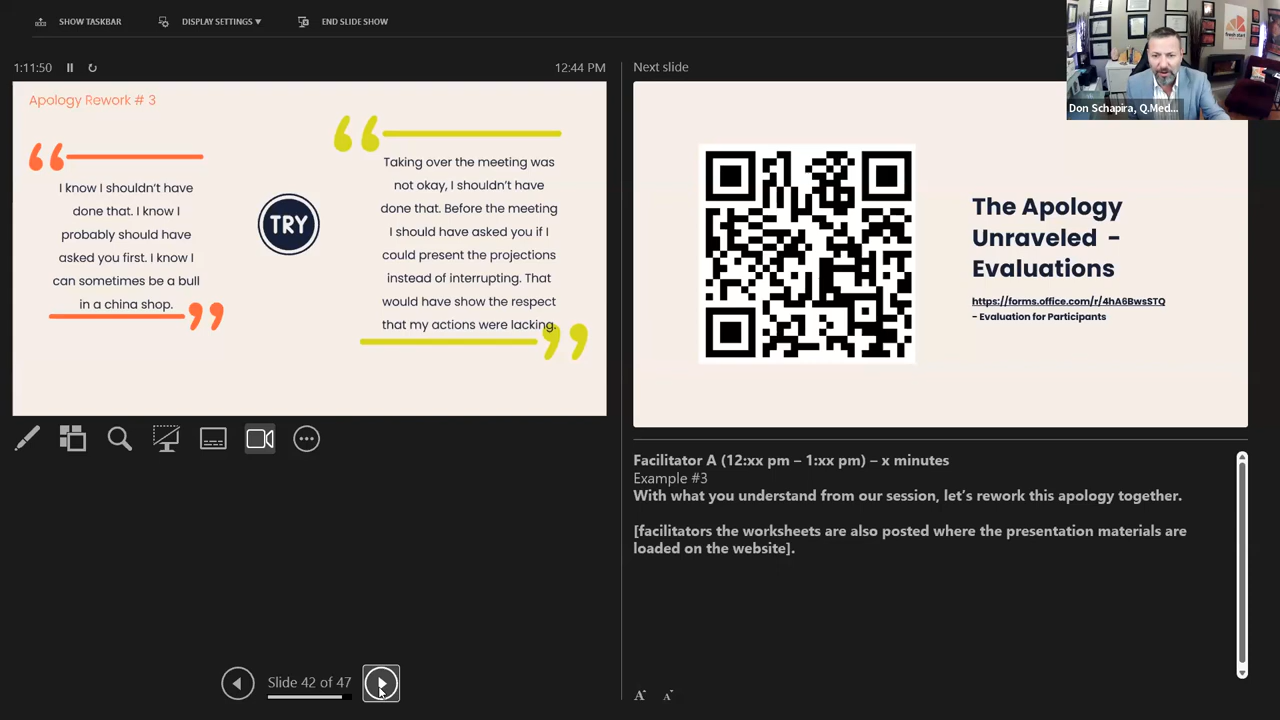 SHOW TASKBAR
DISPLAY SETTINGS ▼
END SLIDE SHOW
1:11:50
12:44 PM
Apology Rework # 3
I know I shouldn’t have
done that. I know I
probably should have
asked you first. I know I
can sometimes be a bull
in a china shop.
TRY
Taking over the meeting was
not okay, I shouldn’t have
done that. Before the meeting
I should have asked you if I
could present the projections
instead of interrupting. That
would have show the respect
that my actions were lacking.
Slide 42 of 47
Next slide
fresh start
Don Schapira, Q.Med...
The Apology
Unraveled -
Evaluations
https://forms.office.com/r/4hA6BwsSTQ
- Evaluation for Participants
Facilitator A (12:xx pm – 1:xx pm) – x minutes
Example #3
With what you understand from our session, let’s rework this apology together.
[facilitators the worksheets are also posted where the presentation materials are
loaded on the website].
A A